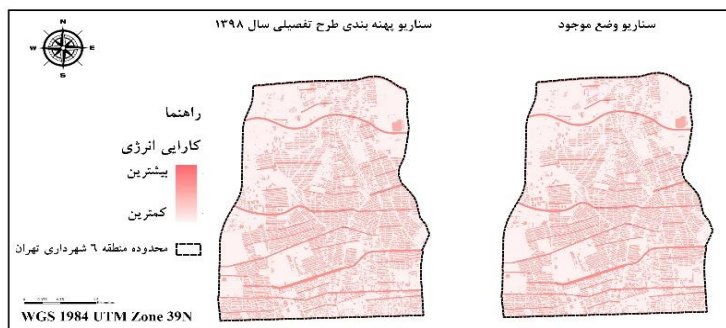 سناریو وضع موجود
سناریو پهنه بندی طرح تفصیلی سال ۱۳۹۸
N
W E
S
راهنما
کارایی انرژی
بیشترین
کمترین
محدوده منطقه ۶ شهرداری تهران
WGS 1984 UTM Zone 39N